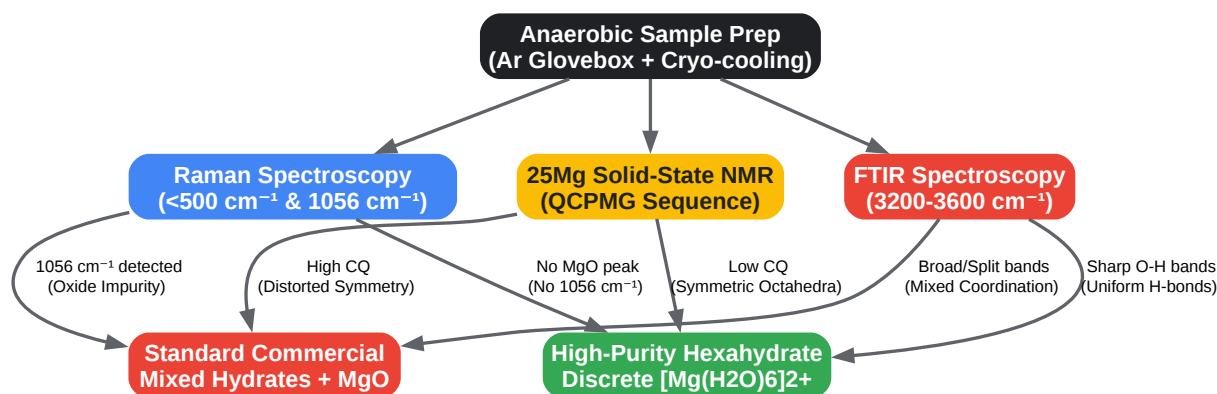 Anaerobic Sample Prep
(Ar Glovebox + Cryo-cooling)
Raman Spectroscopy
(<500 cm⁻¹ & 1056 cm⁻¹)
25Mg Solid-State NMR
(QCPMG Sequence)
FTIR Spectroscopy
(3200-3600 cm⁻¹)
1056 cm⁻¹ detected
(Oxide Impurity)
High CQ
(Distorted Symmetry)
No MgO peak
(No 1056 cm⁻¹)
Low CQ
(Symmetric Octahedra)
Broad/Split bands
(Mixed Coordination)
Sharp O-H bands
(Uniform H-bonds)
Standard Commercial
Mixed Hydrates + MgO
High-Purity Hexahydrate
Discrete [Mg(H2O)6]2+